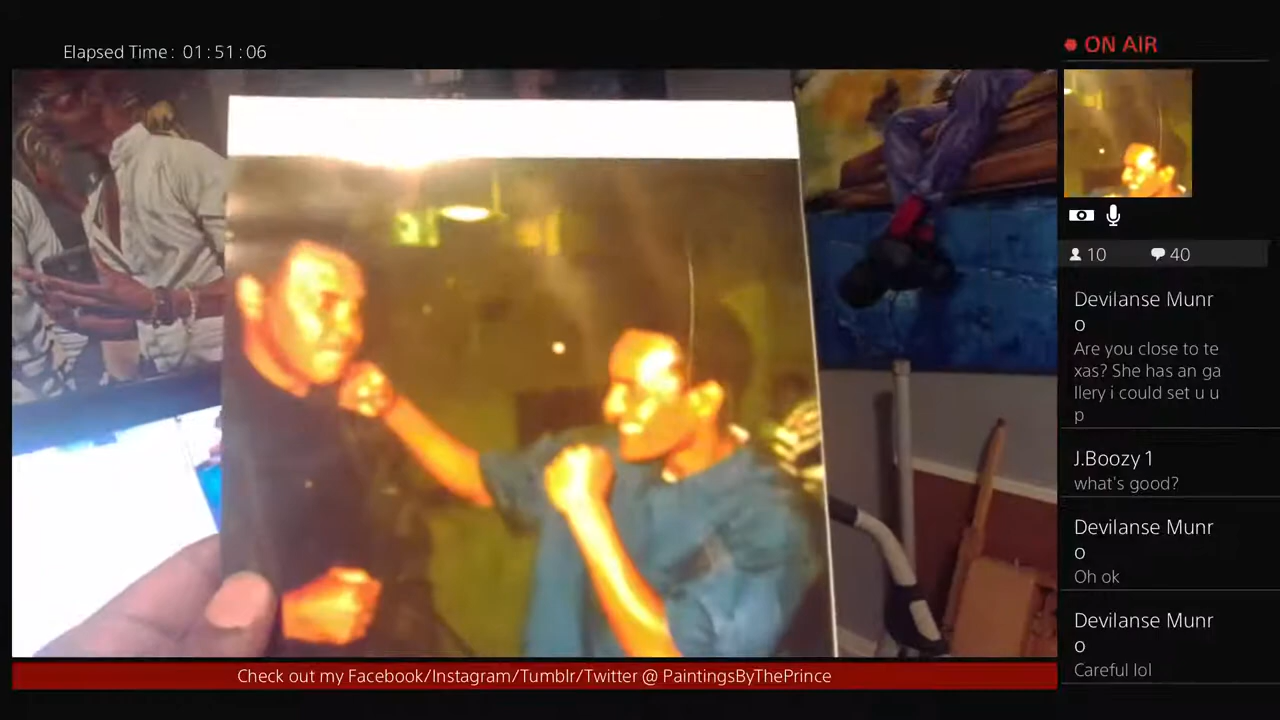 Elapsed Time: 01:51:06
ON AIR
10 40
Devilanse Munr
o
Are you close to te
xas? She has an ga
llery i could set u u
p
J.Boozy 1
what's good?
Devilanse Munr
o
Oh ok
Devilanse Munr
o
Careful lol
Check out my Facebook/Instagram/Tumblr/Twitter @ PaintingsByThePrince